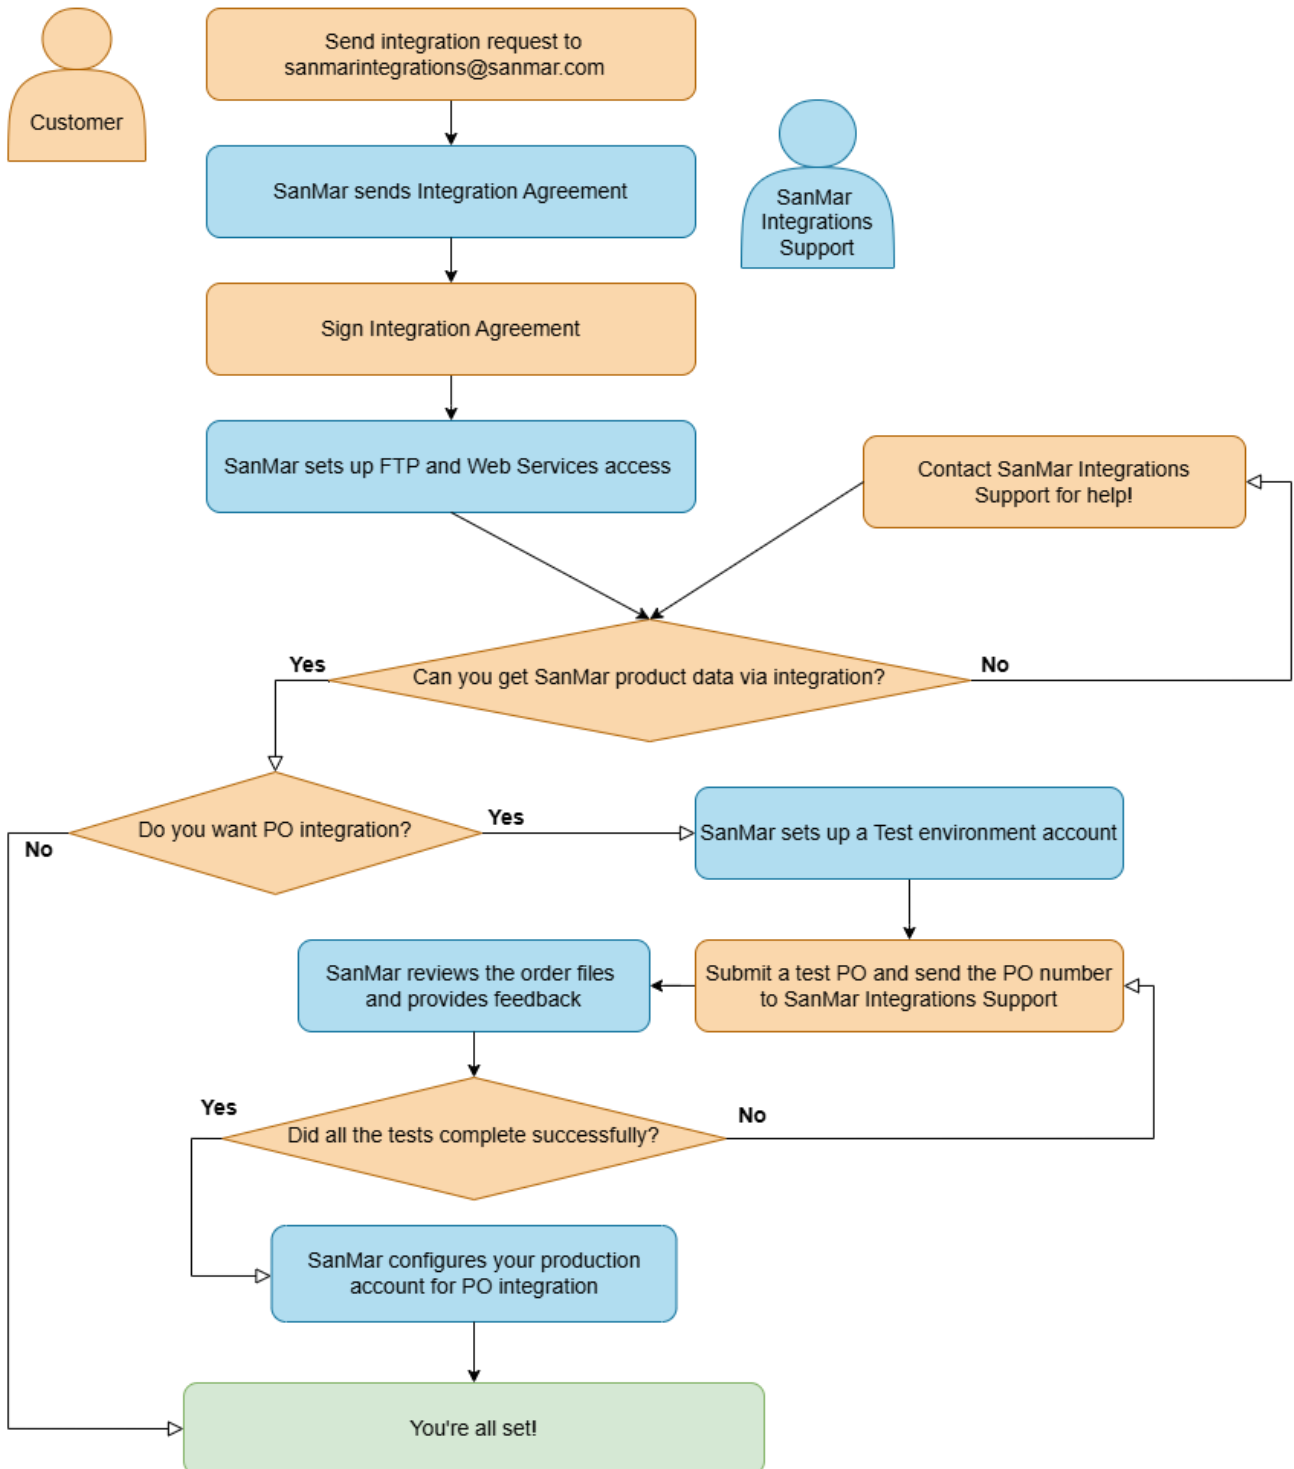 Customer
Send integration request to
sanmarintegrations@sanmar.com
SanMar sends Integration Agreement
SanMar
Integrations
Support
Sign Integration Agreement
SanMar sets up FTP and Web Services access
Contact SanMar Integrations
Support for help!
Yes
Can you get SanMar product data via integration?
No
Do you want PO integration?
Yes
No
SanMar sets up a Test environment account
SanMar reviews the order files
and provides feedback
Submit a test PO and send the PO number
to SanMar Integrations Support
Yes
Did all the tests complete successfully?
No
SanMar configures your production
account for PO integration
You're all set!